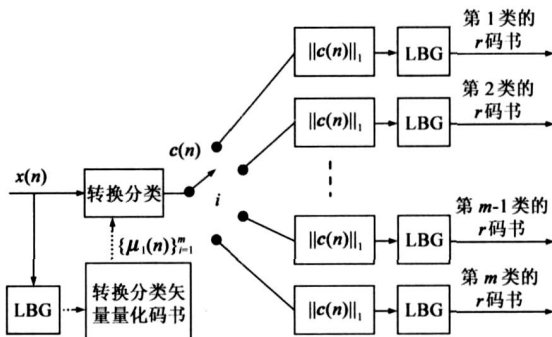 ‖c(n)‖₁
LBG
第 1 类的
r码书
‖c(n)‖₁
LBG
第 2 类的
r码书
c(n)
x(n)
转换分类
i
{μ₁(n)}ᵐᵢ₌₁
‖c(n)‖₁
LBG
第 m-1 类的
r码书
LBG
转换分类矢
量量化码书
‖c(n)‖₁
LBG
第 m 类的
r码书